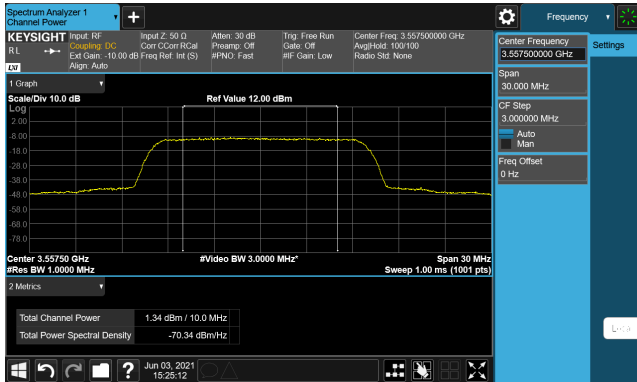 Spectrum Analyzer 1
Channel Power
Frequency
KEYSIGHT
RL
LXI
Input: RF
Coupling: DC
Ext Gain: -10.00 dB
Align: Auto
Input Z: 50 Ω
Corr CCorr RCal
Freq Ref: Int (S)
Atten: 30 dB
Preamp: Off
#PNO: Fast
Trig: Free Run
Gate: Off
#IF Gain: Low
Center Freq: 3.557500000 GHz
Avg|Hold: 100/100
Radio Std: None
Center Frequency
3.557500000 GHz
Settings
Span
30.000 MHz
CF Step
3.000000 MHz
Auto
Man
Freq Offset
0 Hz
1 Graph
Scale/Div 10.0 dB
Ref Value 12.00 dBm
Log
2.00
-8.00
-18.0
-28.0
-38.0
-48.0
-58.0
-68.0
-78.0
Center 3.55750 GHz
#Video BW 3.0000 MHz*
Span 30 MHz
#Res BW 1.0000 MHz
Sweep 1.00 ms (1001 pts)
2 Metrics
Total Channel Power 1.34 dBm / 10.0 MHz
Total Power Spectral Density -70.34 dBm/Hz
?
Jun 03, 2021
15:25:12